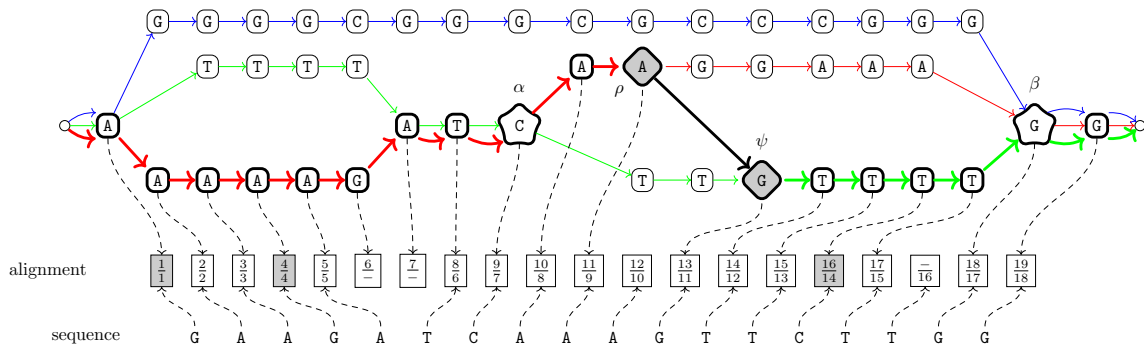 G G G G C G G G C G C C C G G G
T T T T A A G G A A A
α ρ β
A A T C G G
ψ
A A A A G T T G T T T T
alignment 1/1 2/2 3/3 4/4 5/5 6/− 7/− 8/6 9/7 10/8 11/9 12/10 13/11 14/12 15/13 16/14 17/15 −/16 18/17 19/18
sequence G A A G A T C A A A G T T C T T G G